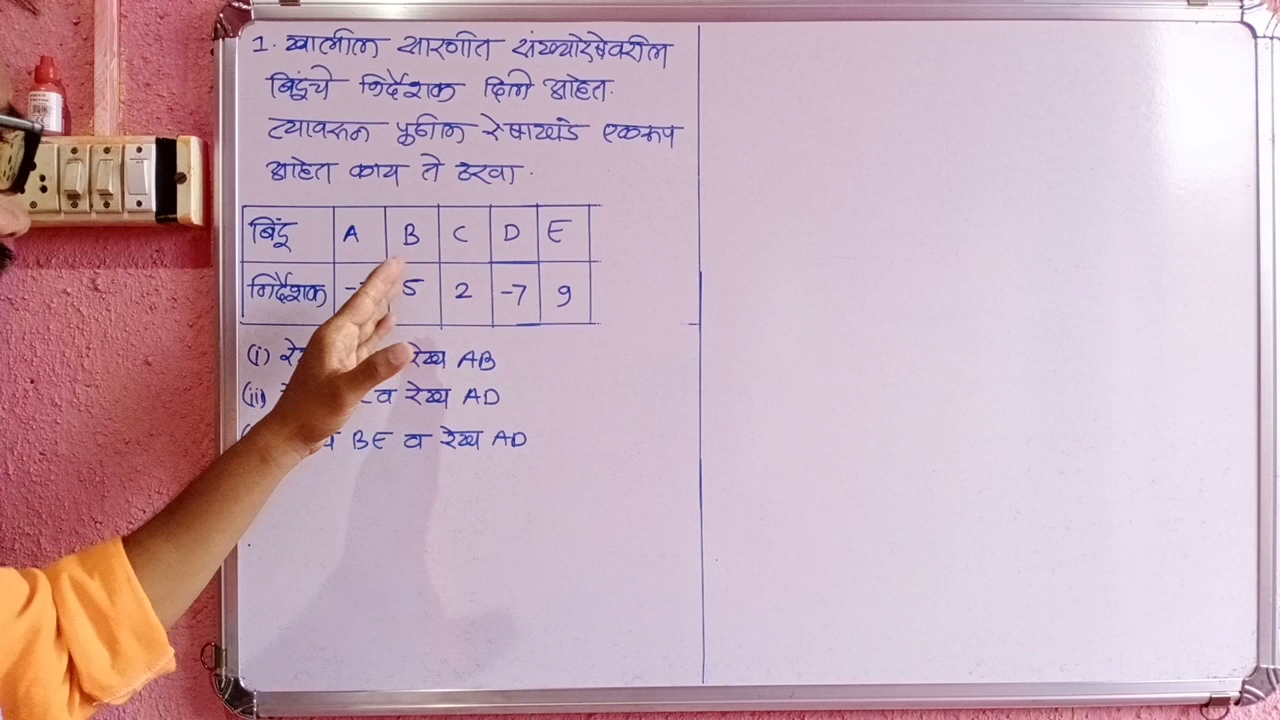 1. खालील सारणीत संख्यारेषेवरील
बिंदूंचे निर्देशक दिले आहेत.
त्यावरून पुढील रेषाखंड एकरूप
आहेत काय ते ठरवा.
बिंदू A B C D E
निर्देशक 5 2 -7 9
(i) रेख AB
(ii) व रेख AD
BE व रेख AD